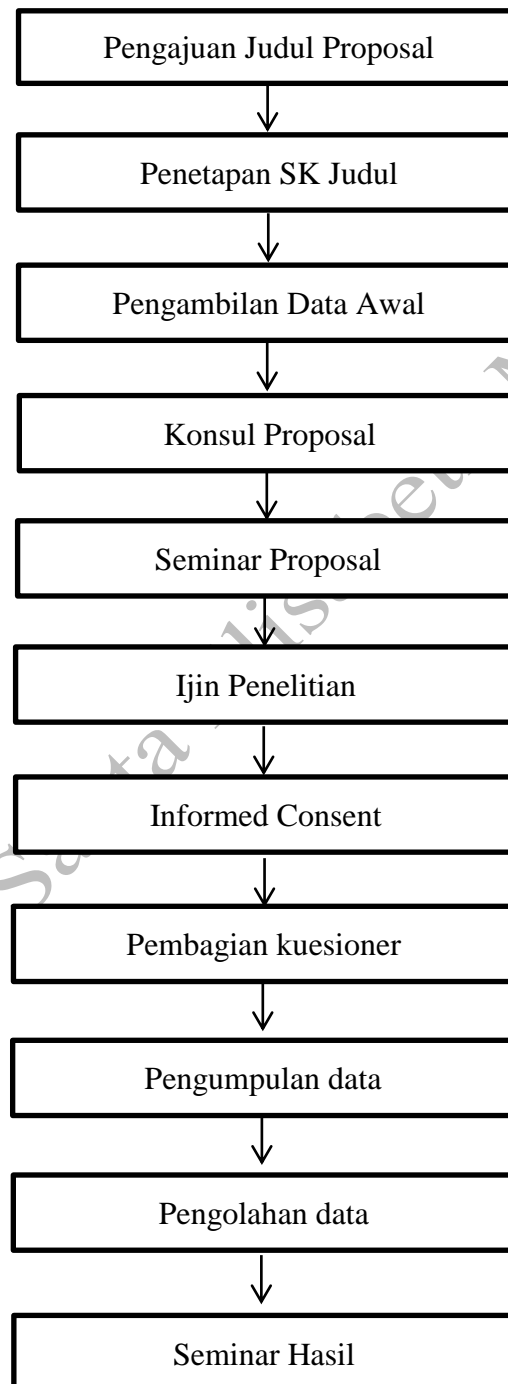 Pengajuan Judul Proposal
Penetapan SK Judul
Pengambilan Data Awal
Konsul Proposal
Seminar Proposal
Ijin Penelitian
Informed Consent
Pembagian kuesioner
Pengumpulan data
Pengolahan data
Seminar Hasil